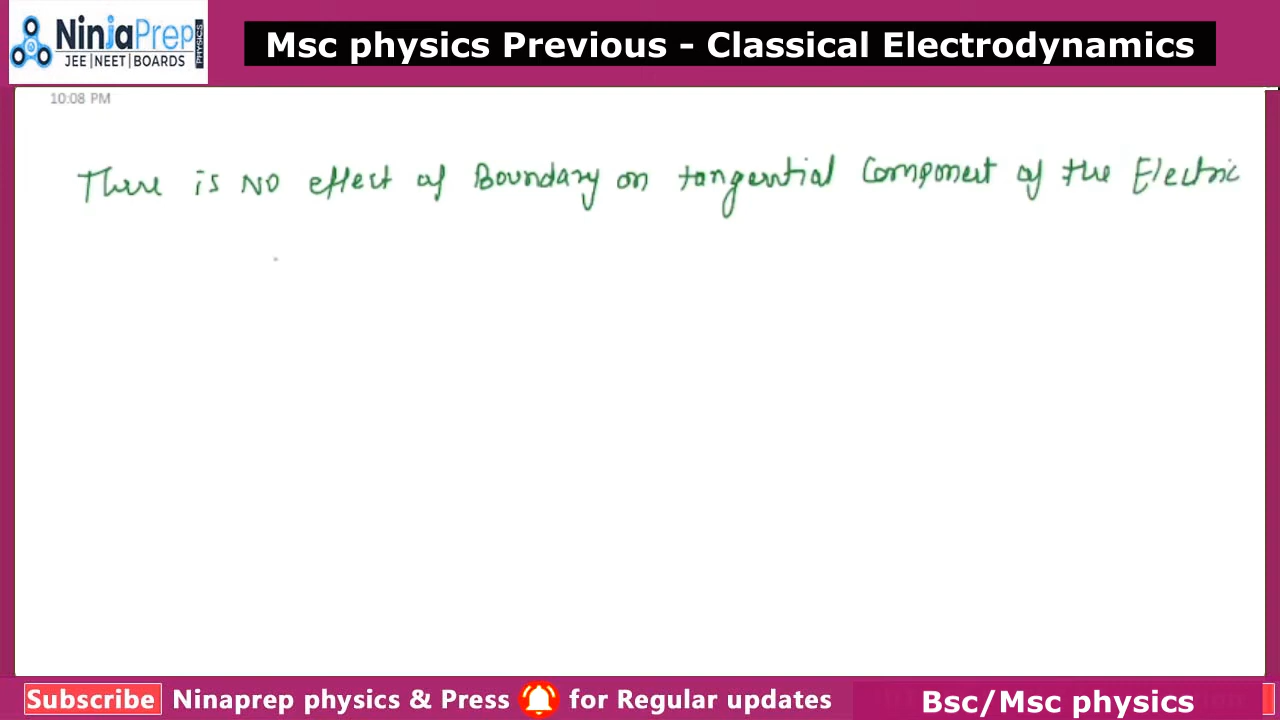 NinjaPrep
PHYSICS
JEE|NEET|BOARDS
Msc physics Previous - Classical Electrodynamics
10:08 PM
There is NO effect of Boundary on tangential Component of the Electric
Subscribe Ninaprep physics & Press for Regular updates
Bsc/Msc physics